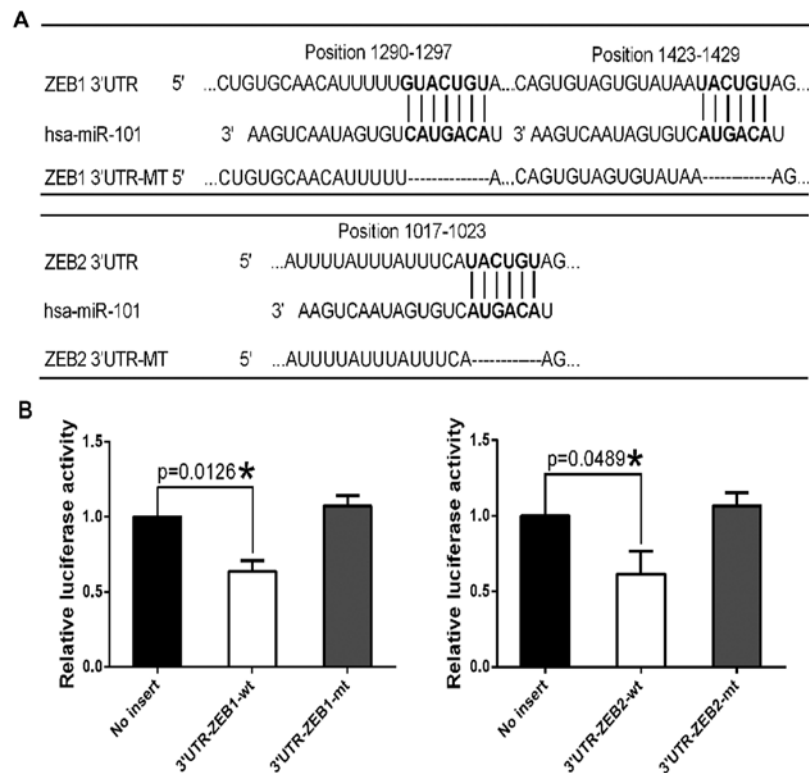 A
Position 1290-1297 Position 1423-1429
ZEB1 3'UTR 5' ...CUGUGCAACAUUUUUGUACUGUA...CAGUGUAGUGUAUAAUACUGUAG...
hsa-miR-101 3' AAGUCAAUAGUGUCAUGACAU 3' AAGUCAAUAGUGUCAUGACAU
ZEB1 3'UTR-MT 5' ...CUGUGCAACAUUUUU-------------A...CAGUGUAGUGUAUAA------------AG...
Position 1017-1023
ZEB2 3'UTR 5' ...AUUUUAUUUAUUUCAUACUGUAG...
hsa-miR-101 3' AAGUCAAUAGUGUCAUGACAU
ZEB2 3'UTR-MT 5' ...AUUUUAUUUAUUUCA------------AG...
B
Relative luciferase activity
1.5
1.0
0.5
0.0
p=0.0126*
No insert
3'UTR-ZEB1-wt
3'UTR-ZEB1-mt
Relative luciferase activity
1.5
1.0
0.5
0.0
p=0.0489*
No insert
3'UTR-ZEB2-wt
3'UTR-ZEB2-mt